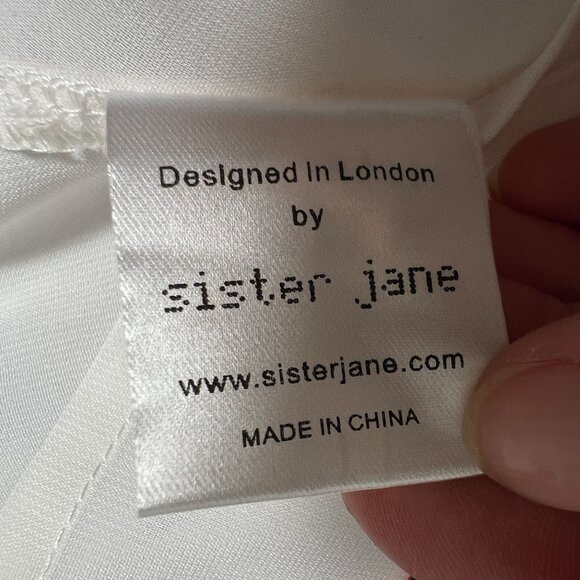 Designed in London
by
sister jane
www.sisterjane.com
MADE IN CHINA